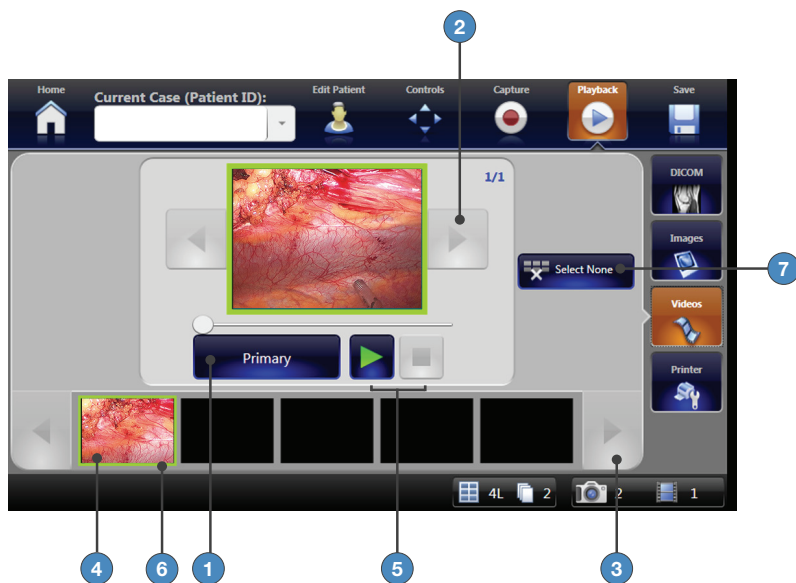 2
Home
Current Case (Patient ID):
Edit Patient
Controls
Capture
Playback
Save
1/1
DICOM
Images
Select None
7
Videos
Primary
Printer
4L
2
2
1
4
6
1
5
3